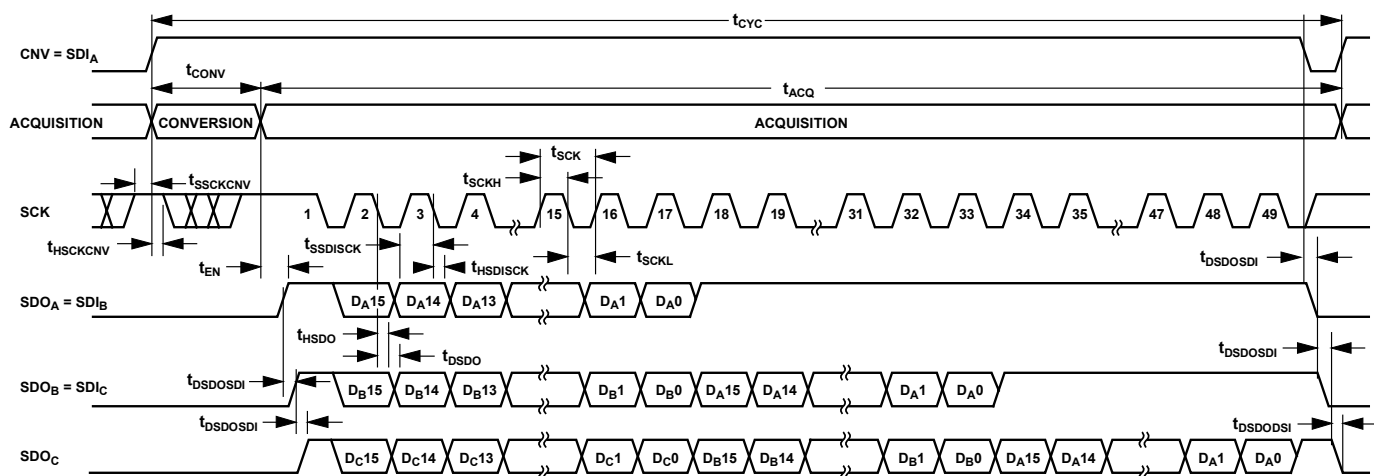 tCYC
CNV = SDIA
tCONV
tACQ
ACQUISITION CONVERSION ACQUISITION
tSSCKCNV
tSCK
tSCKH
SCK
1 2 3 4 15 16 17 18 19 31 32 33 34 35 47 48 49
tHSCKCNV
tSSDISCK
tSCKL
tEN
tHSDISCK
tDSDOSDI
SDOA = SDIB
DA15 DA14 DA13 DA1 DA0
tHSDO
tDSDO
tDSDOSDI
tDSDOSDI
SDOB = SDIC
DB15 DB14 DB13 DB1 DB0 DA15 DA14 DA1 DA0
tDSDOSDI
tDSDODSI
SDOC
DC15 DC14 DC13 DC1 DC0 DB15 DB14 DB1 DB0 DA15 DA14 DA1 DA0